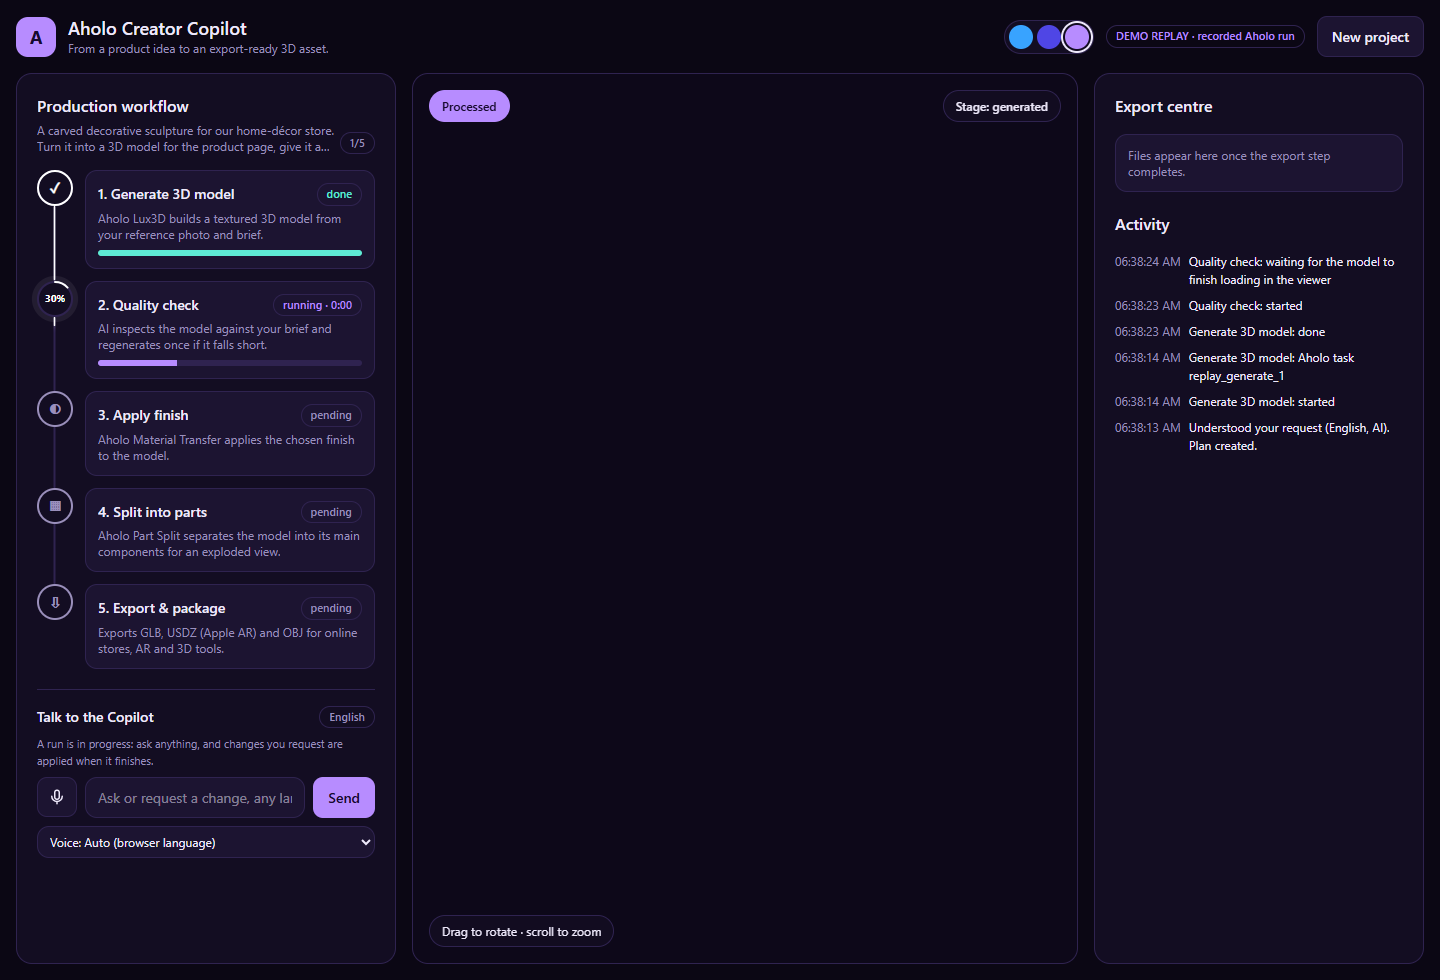 A
Aholo Creator Copilot
From a product idea to an export-ready 3D asset.
DEMO REPLAY · recorded Aholo run
New project
Production workflow
A carved decorative sculpture for our home-décor store.
Turn it into a 3D model for the product page, give it a...
1/5
1. Generate 3D model
done
Aholo Lux3D builds a textured 3D model from
your reference photo and brief.
30%
2. Quality check
running · 0:00
AI inspects the model against your brief and
regenerates once if it falls short.
3. Apply finish
pending
Aholo Material Transfer applies the chosen finish
to the model.
4. Split into parts
pending
Aholo Part Split separates the model into its main
components for an exploded view.
5. Export & package
pending
Exports GLB, USDZ (Apple AR) and OBJ for online
stores, AR and 3D tools.
Talk to the Copilot
English
A run is in progress: ask anything, and changes you request are
applied when it finishes.
Ask or request a change, any lan
Send
Voice: Auto (browser language)
Processed
Stage: generated
Drag to rotate · scroll to zoom
Export centre
Files appear here once the export step
completes.
Activity
06:38:24 AM Quality check: waiting for the model to
finish loading in the viewer
06:38:23 AM Quality check: started
06:38:23 AM Generate 3D model: done
06:38:14 AM Generate 3D model: Aholo task
replay_generate_1
06:38:14 AM Generate 3D model: started
06:38:13 AM Understood your request (English, AI).
Plan created.